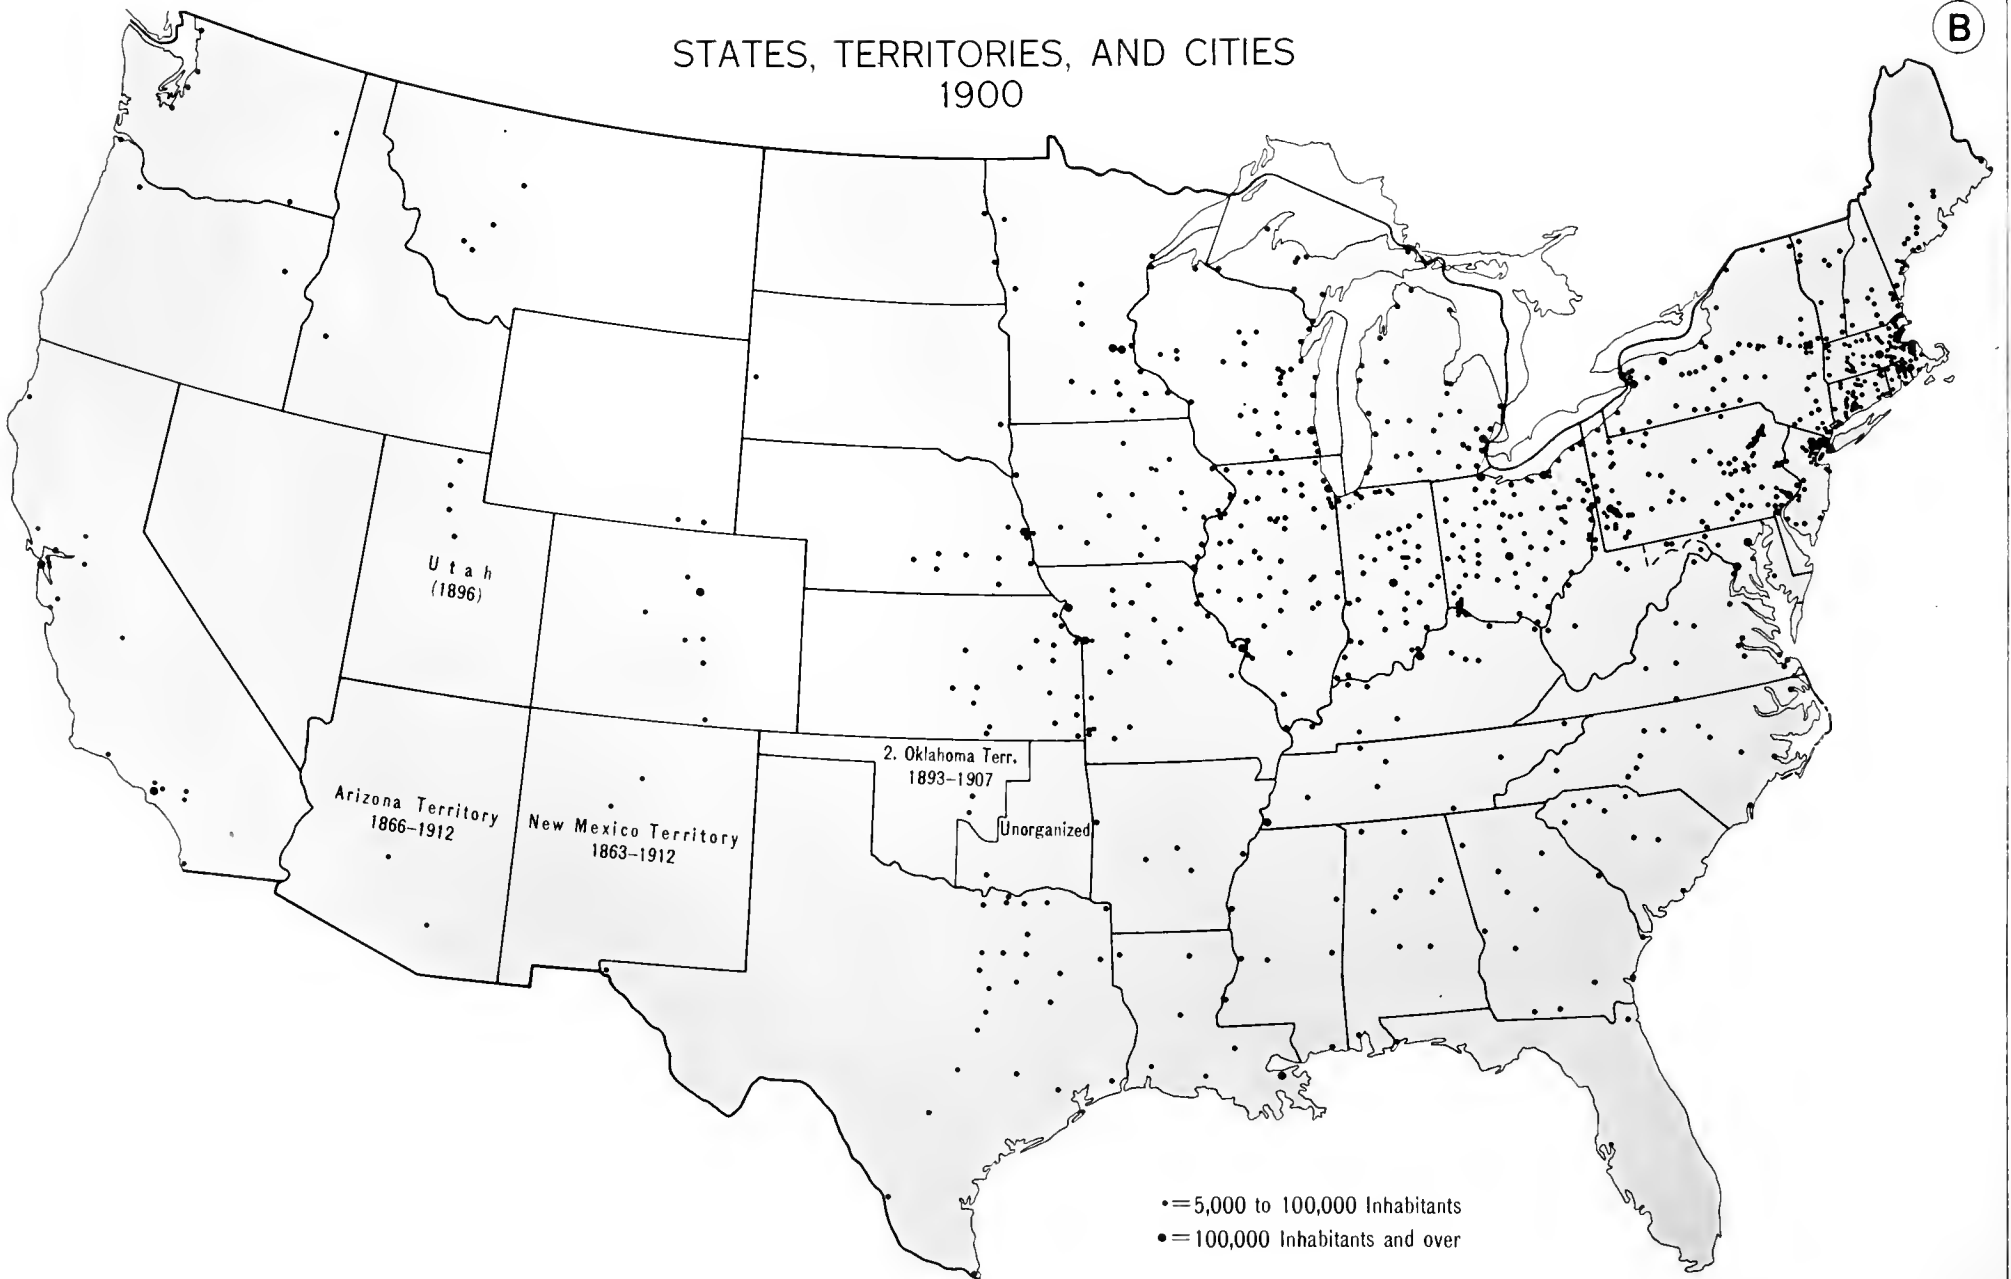 B
STATES, TERRITORIES, AND CITIES
1900
Utah
(1896)
2. Oklahoma Terr.
1893–1907
Arizona Territory
1866–1912
New Mexico Territory
1863–1912
Unorganized
•=5,000 to 100,000 Inhabitants
•=100,000 Inhabitants and over